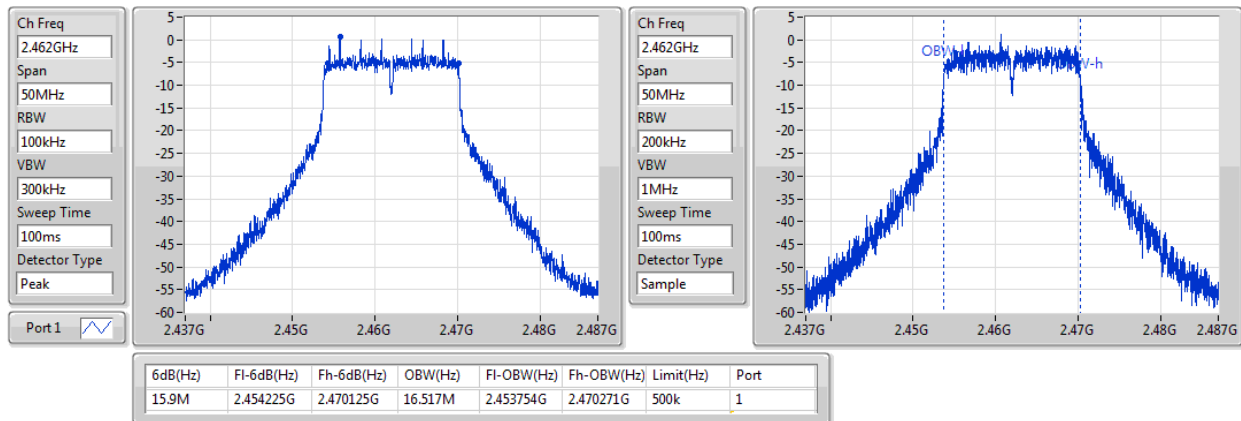 Ch Freq
2.462GHz
Span
50MHz
RBW
100kHz
VBW
300kHz
Sweep Time
100ms
Detector Type
Peak
Port 1
5
0
-5
-10
-15
-20
-25
-30
-35
-40
-45
-50
-55
-60
2.437G 2.45G 2.46G 2.47G 2.48G 2.487G
Ch Freq
2.462GHz
Span
50MHz
RBW
200kHz
VBW
1MHz
Sweep Time
100ms
Detector Type
Sample
5
0
-5
-10
-15
-20
-25
-30
-35
-40
-45
-50
-55
-60
OBW
W-h
2.437G 2.45G 2.46G 2.47G 2.48G 2.487G
6dB(Hz) Fl-6dB(Hz) Fh-6dB(Hz) OBW(Hz) Fl-OBW(Hz) Fh-OBW(Hz) Limit(Hz) Port
15.9M 2.454225G 2.470125G 16.517M 2.453754G 2.470271G 500k 1